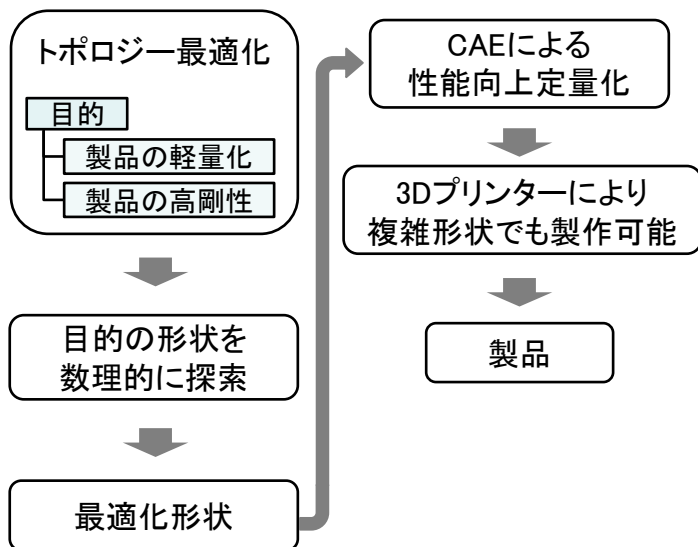 トポロジー最適化
目的
製品の軽量化
製品の高剛性
目的の形状を
数理的に探索
最適化形状
CAEによる
性能向上定量化
3Dプリンターにより
複雑形状でも製作可能
製品